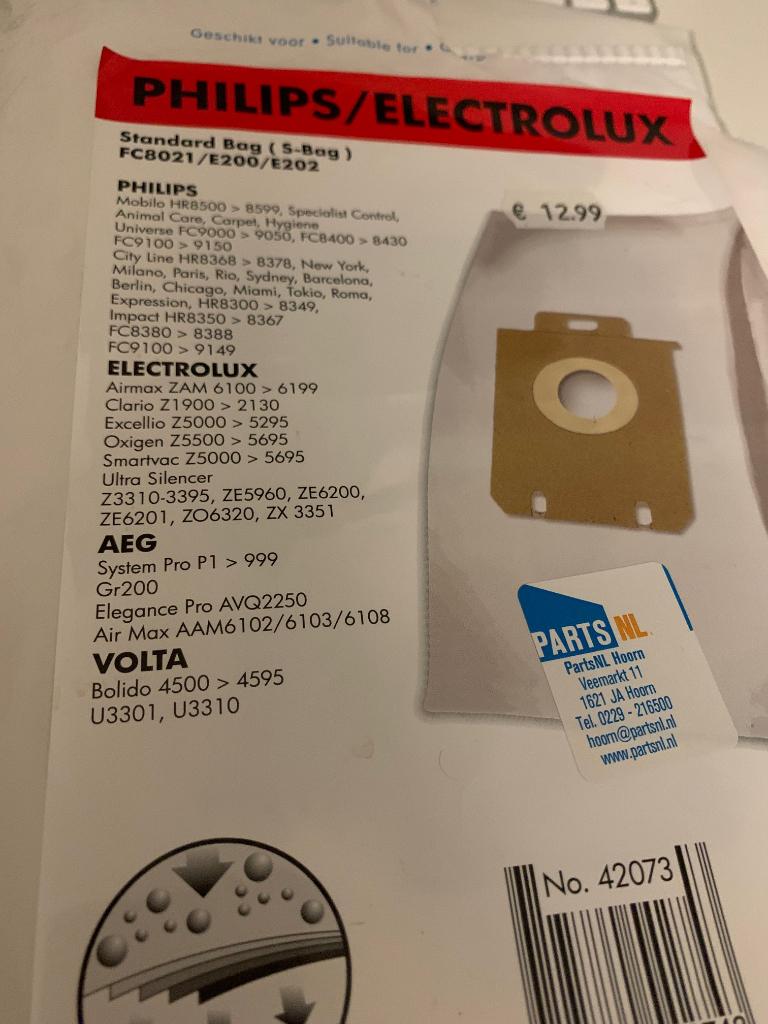 Geschikt voor • Suitable for •
PHILIPS/ELECTROLUX
Standard Bag ( S-Bag )
FC8021/E200/E202
€ 12.99
PHILIPS
Mobilo HR8500 > 8599, Specialist Control,
Animal Care, Carpet, Hygiene
Universe FC9000 > 9050, FC8400 > 8430
FC9100 > 9150
City Line HR8368 > 8378, New York,
Milano, Paris, Rio, Sydney, Barcelona,
Berlin, Chicago, Miami, Tokio, Roma,
Expression, HR8300 > 8349,
Impact HR8350 > 8367
FC8380 > 8388
FC9100 > 9149
ELECTROLUX
Airmax ZAM 6100 > 6199
Clario Z1900 > 2130
Excellio Z5000 > 5295
Oxigen Z5500 > 5695
Smartvac Z5000 > 5695
Ultra Silencer
Z3310-3395, ZE5960, ZE6200,
ZE6201, ZO6320, ZX 3351
AEG
System Pro P1 > 999
Gr200
Elegance Pro AVQ2250
Air Max AAM6102/6103/6108
VOLTA
Bolido 4500 > 4595
U3301, U3310
PARTS NL
PartsNL Hoorn
Veemarkt 11
1621 JA Hoorn
Tel. 0229 - 216500
hoorn@partsnl.nl
www.partsnl.nl
No. 42073